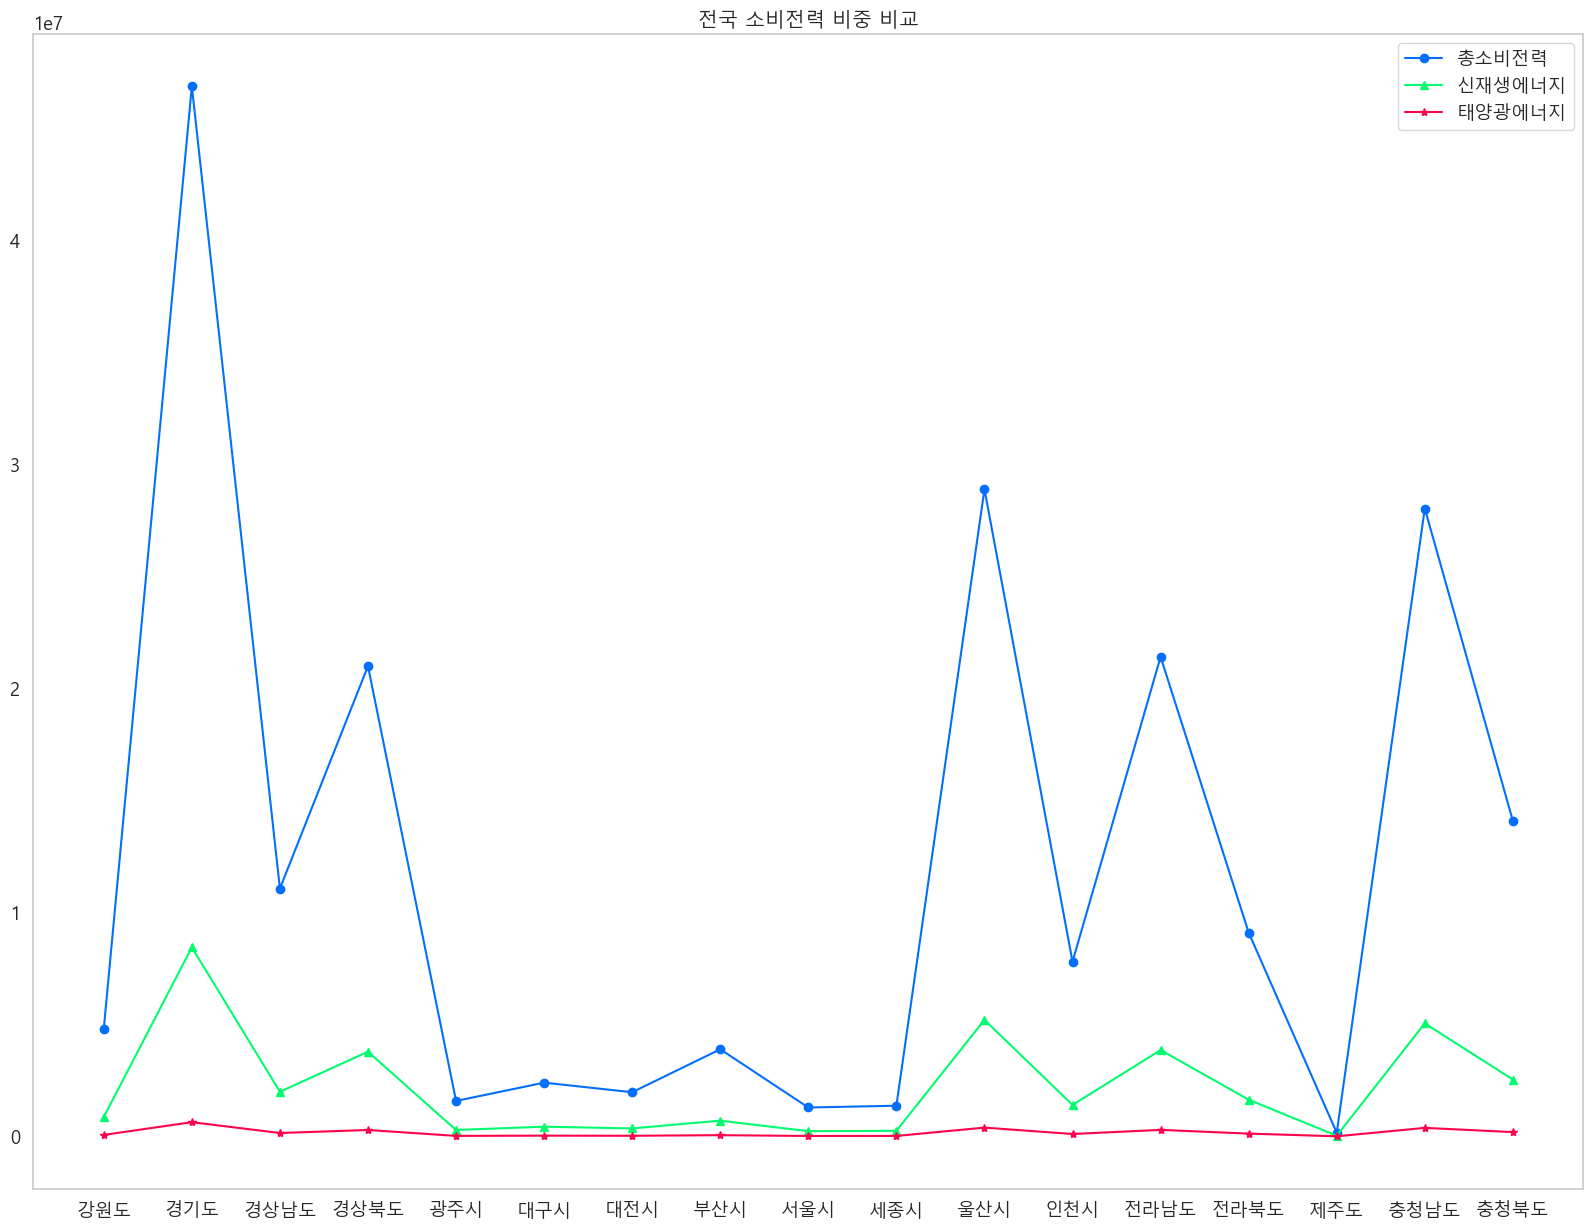 전국 소비전력 비중 비교
1e7
총소비전력
신재생에너지
태양광에너지
4
3
2
1
0
강원도 경기도 경상남도 경상북도 광주시 대구시 대전시 부산시 서울시 세종시 울산시 인천시 전라남도 전라북도 제주도 충청남도 충청북도